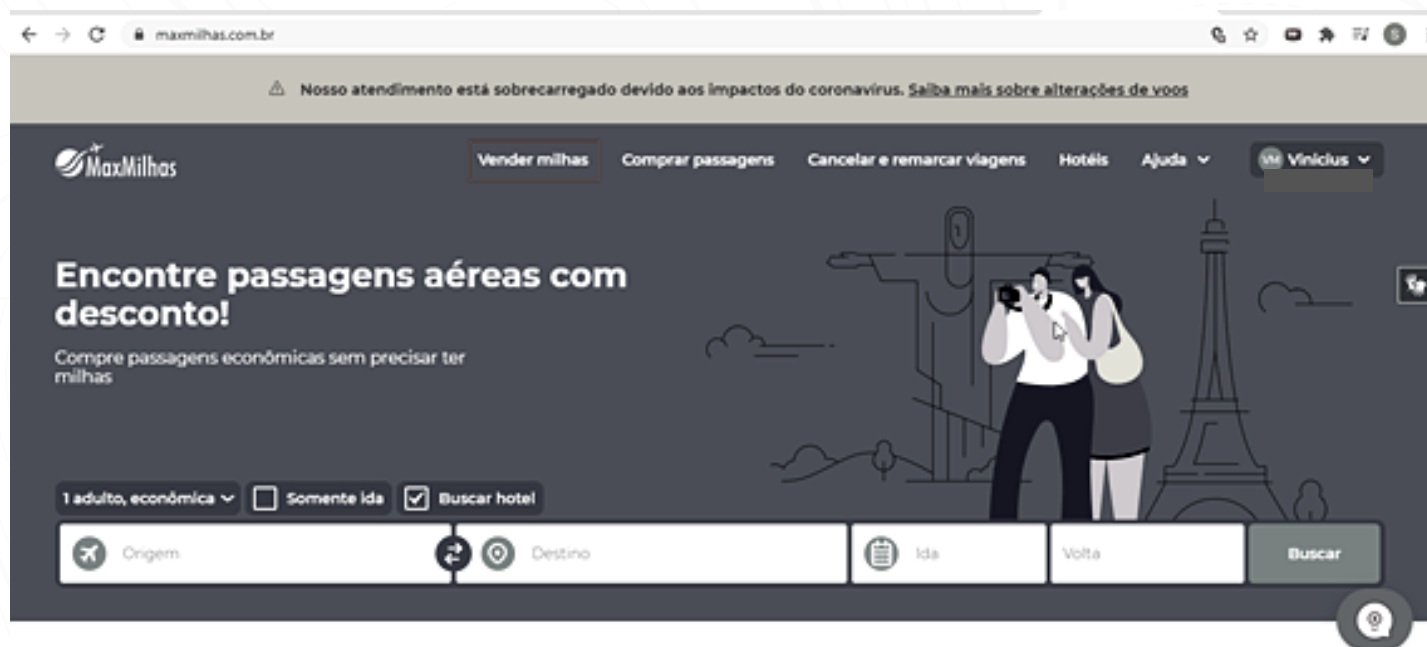 maxmilhas.com.br
S
Nosso atendimento está sobrecarregado devido aos impactos do coronavírus. Saiba mais sobre alterações de voos
MaxMilhas
Vender milhas
Comprar passagens
Cancelar e remarcar viagens
Hotéis
Ajuda
VM Vinicius
Encontre passagens aéreas com
desconto!
Compre passagens econômicas sem precisar ter
milhas
1 adulto, econômica
Somente ida
Buscar hotel
Origem
Destino
Ida
Volta
Buscar